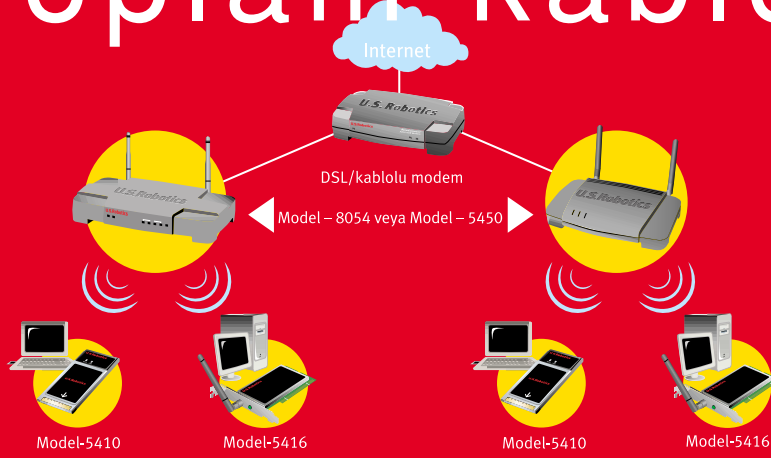 Internet
U.S. Robotics
DSL/kablolu modem
U.S.Robotics
U.S.Robotics
Model – 8054 veya Model – 5450
Model-5410
Model-5416
Model-5410
Model-5416